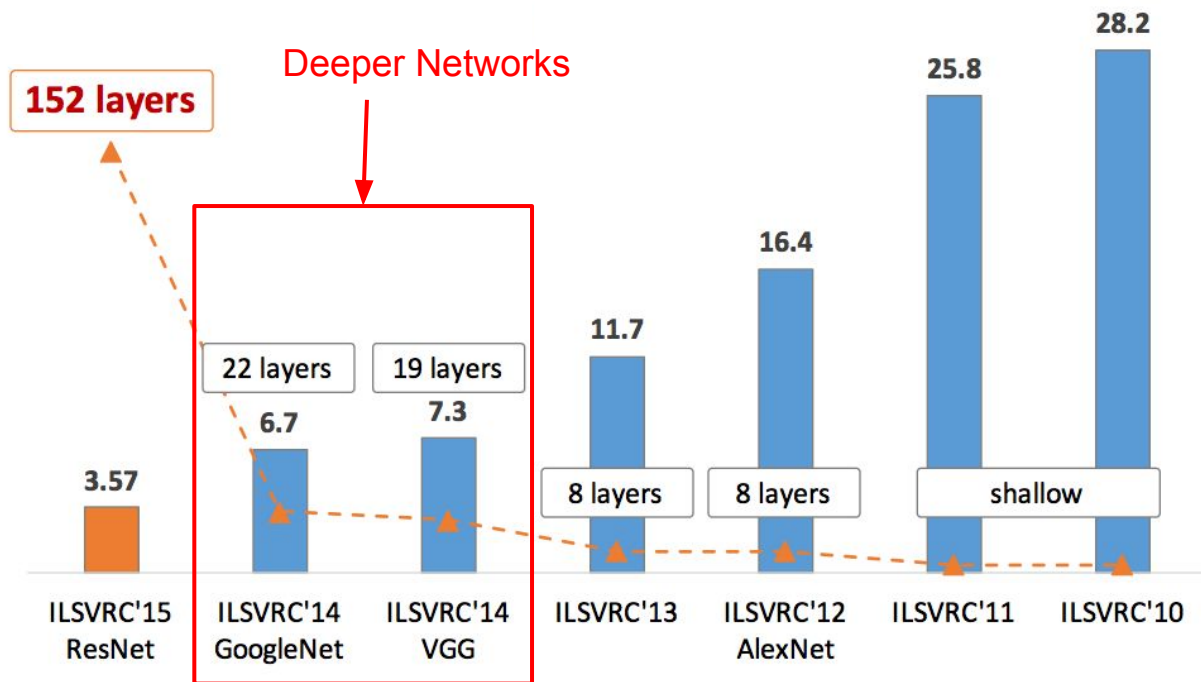 Deeper Networks
152 layers
28.2
25.8
16.4
11.7
22 layers
19 layers
6.7
7.3
3.57
8 layers
8 layers
shallow
ILSVRC'15
ResNet
ILSVRC'14
GoogleNet
ILSVRC'14
VGG
ILSVRC'13
ILSVRC'12
AlexNet
ILSVRC'11
ILSVRC'10